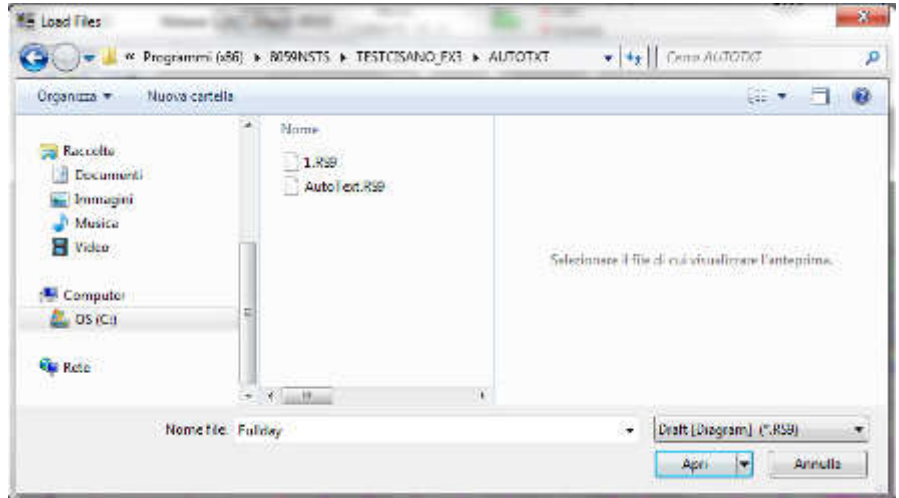 Load Files
« Programmi (x86) ▸ 8059NSTS ▸ TESTCISANO_EX3 ▸ AUTOTXT
Cerca AUTOTXT
Organizza
Nuova cartella
Nome
Raccolte
Documenti
Immagini
Musica
Video
Computer
OS (C:)
Rete
1.RS9
AutoText.RS9
Selezionare il file di cui visualizzare l'anteprima.
Nome file: Fullday
Draft [Diagram] (*.RS9)
Apri
Annulla